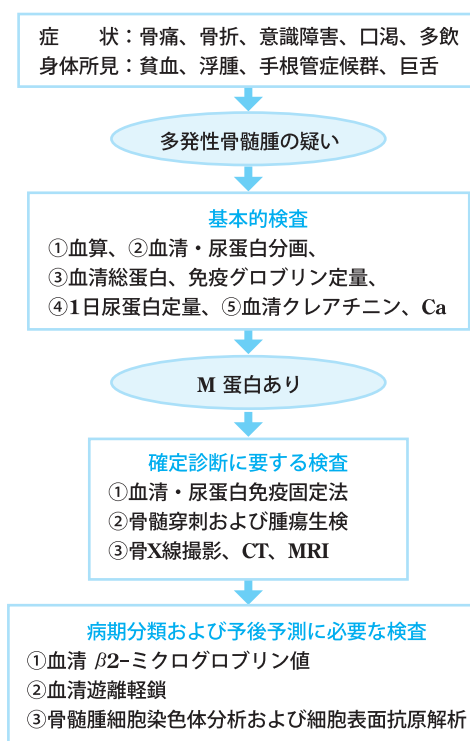 症　　状：骨痛、骨折、意識障害、口渇、多飲
身体所見：貧血、浮腫、手根管症候群、巨舌
多発性骨髄腫の疑い
基本的検査
①血算、②血清・尿蛋白分画、
③血清総蛋白、免疫グロブリン定量、
④1日尿蛋白定量、⑤血清クレアチニン、Ca
M 蛋白あり
確定診断に要する検査
①血清・尿蛋白免疫固定法
②骨髄穿刺および腫瘍生検
③骨X線撮影、CT、MRI
病期分類および予後予測に必要な検査
①血清 β2-ミクログロブリン値
②血清遊離軽鎖
③骨髄腫細胞染色体分析および細胞表面抗原解析